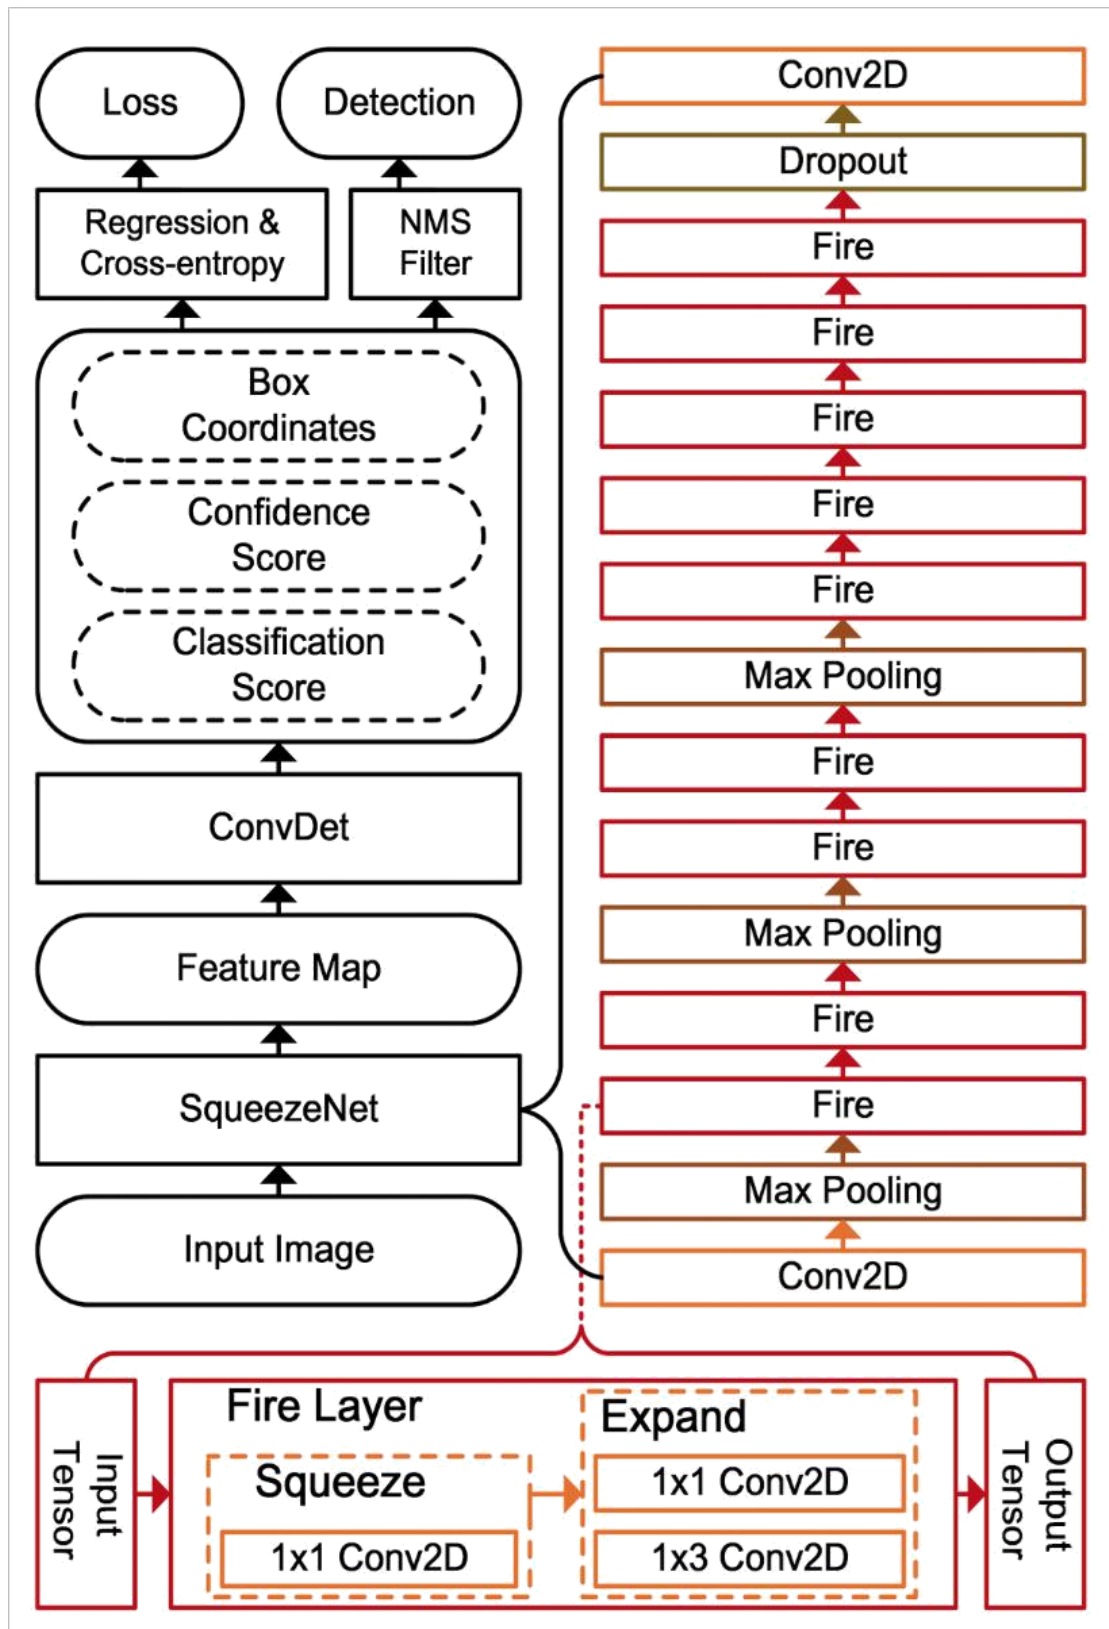 Loss
Detection
Regression &
Cross-entropy
NMS
Filter
Box
Coordinates
Confidence
Score
Classification
Score
ConvDet
Feature Map
SqueezeNet
Input Image
Conv2D
Dropout
Fire
Fire
Fire
Fire
Fire
Max Pooling
Fire
Fire
Max Pooling
Fire
Fire
Max Pooling
Conv2D
Input
Tensor
Fire Layer
Squeeze
1x1 Conv2D
Expand
1x1 Conv2D
1x3 Conv2D
Output
Tensor